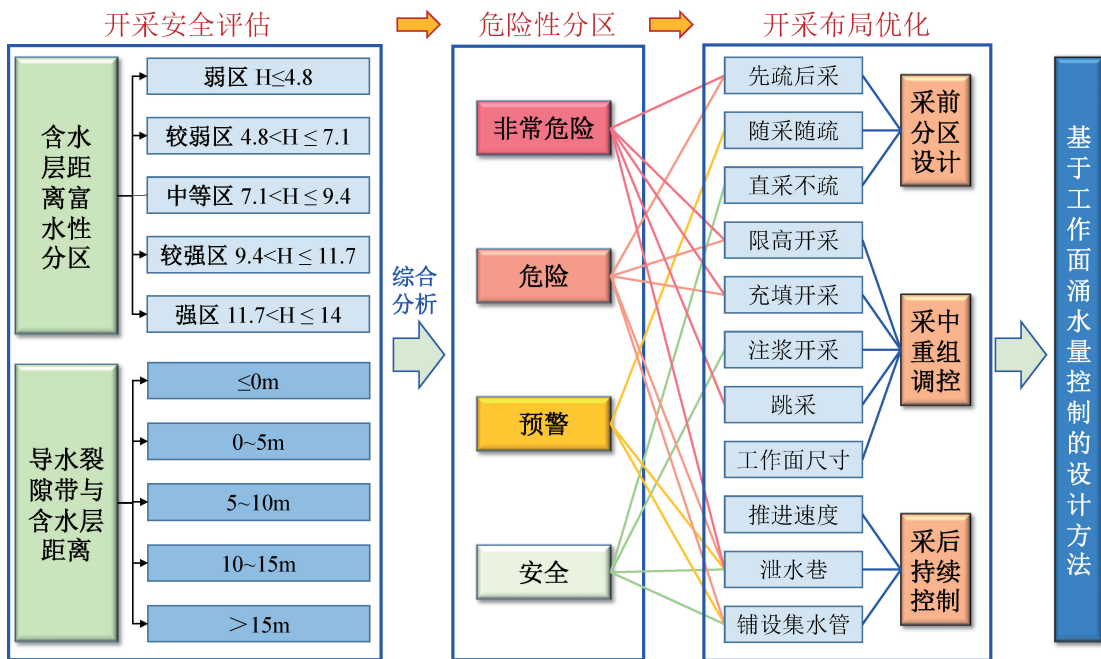 开采安全评估
危险性分区
开采布局优化
含水
层距
离富
水性
分区
弱区 H≤4.8
较弱区 4.8<H ≤ 7.1
中等区 7.1<H ≤ 9.4
较强区 9.4<H ≤ 11.7
强区 11.7<H ≤ 14
导水裂
隙带与
含水层
距离
≤0m
0~5m
5~10m
10~15m
＞15m
综合
分析
非常危险
危险
预警
安全
先疏后采
随采随疏
直采不疏
限高开采
充填开采
注浆开采
跳采
工作面尺寸
推进速度
泄水巷
铺设集水管
采前
分区
设计
采中
重组
调控
采后
持续
控制
基于工作面涌水量控制的设计方法